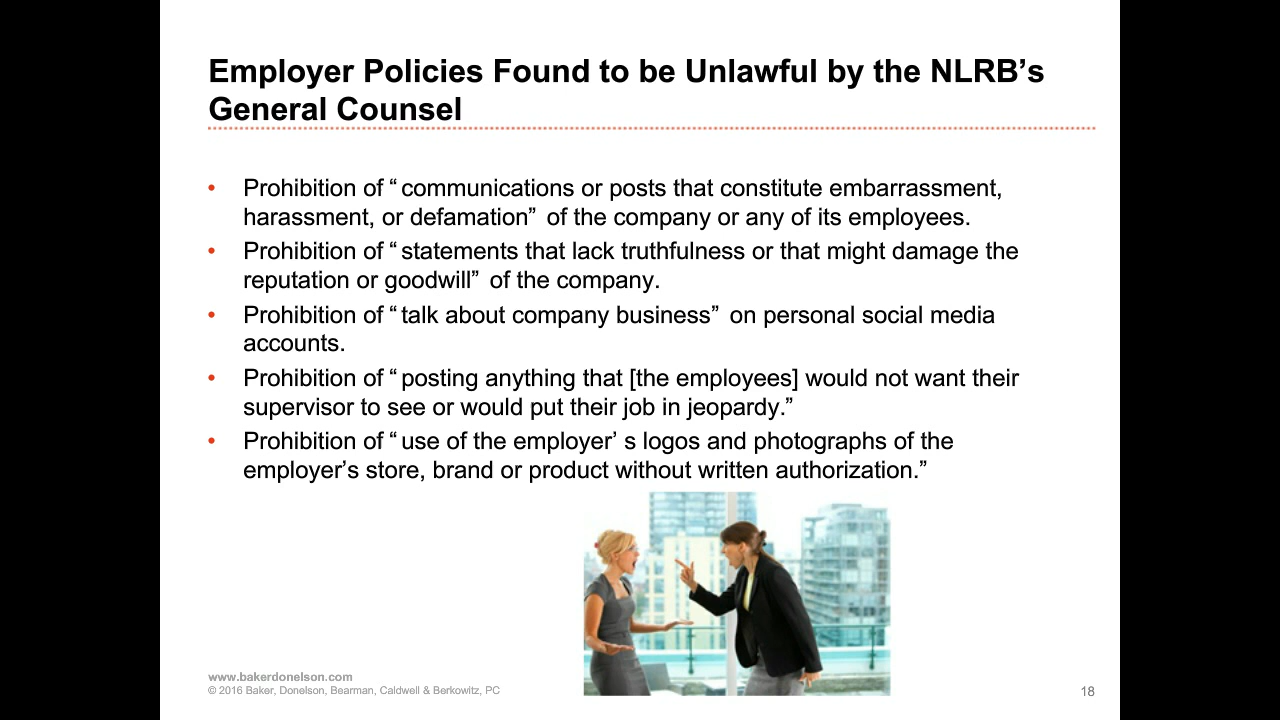 Employer Policies Found to be Unlawful by the NLRB’s
General Counsel
• Prohibition of “ communications or posts that constitute embarrassment,
harassment, or defamation” of the company or any of its employees.
• Prohibition of “ statements that lack truthfulness or that might damage the
reputation or goodwill” of the company.
• Prohibition of “ talk about company business” on personal social media
accounts.
• Prohibition of “ posting anything that [the employees] would not want their
supervisor to see or would put their job in jeopardy.”
• Prohibition of “ use of the employer’ s logos and photographs of the
employer’s store, brand or product without written authorization.”
www.bakerdonelson.com
© 2016 Baker, Donelson, Bearman, Caldwell & Berkowitz, PC
18